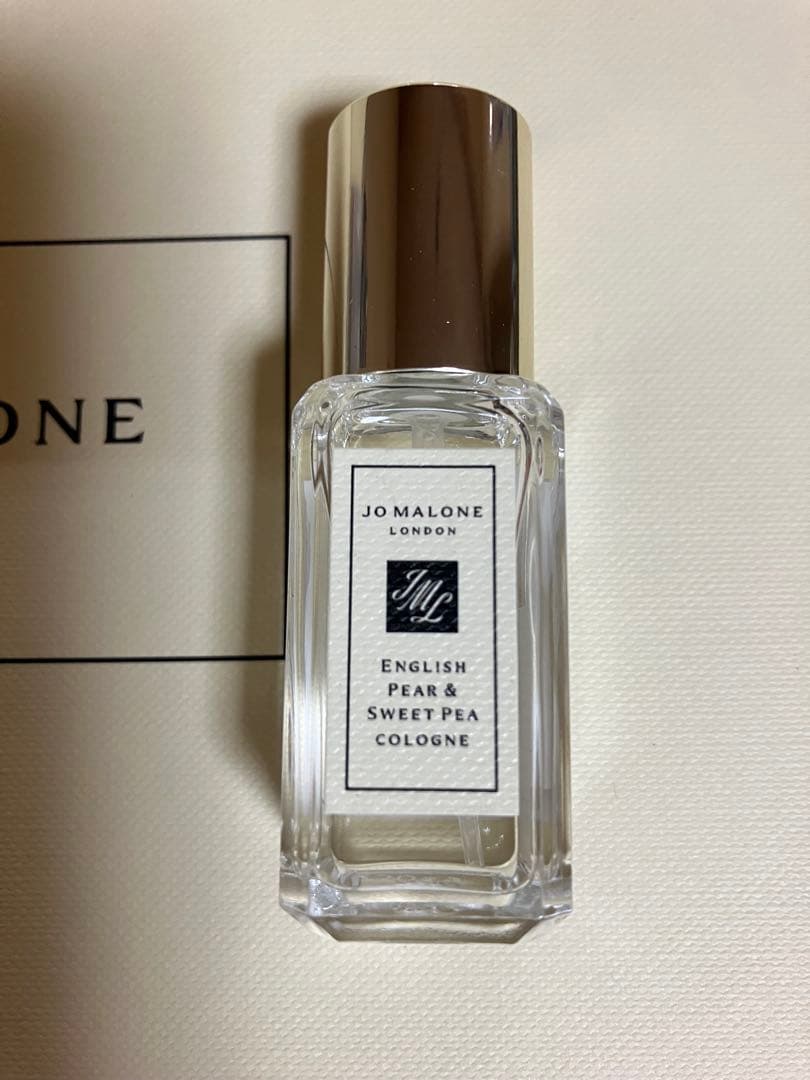 ONE
JO MALONE
LONDON
JML
ENGLISH
PEAR &
SWEET PEA
COLOGNE